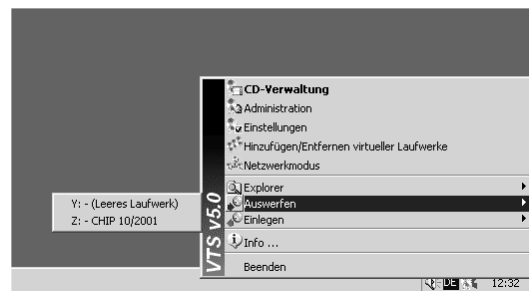 CD-Verwaltung
Administration
Einstellungen
Hinzufügen/Entfernen virtueller Laufwerke
Netzwerkmodus
Explorer
Auswerfen
Einlegen
Info ...
Beenden
VTS v5.0
Y: - (Leeres Laufwerk)
Z: - CHIP 10/2001
DE
12:32